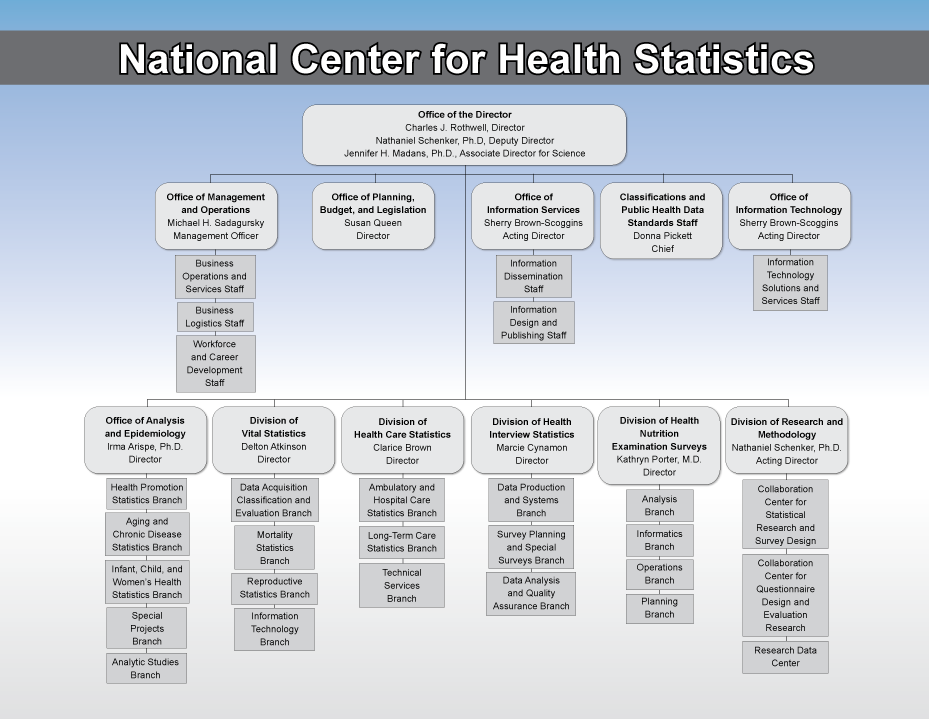 National Center for Health Statistics
Office of the Director
Charles J. Rothwell, Director
Nathaniel Schenker, Ph.D, Deputy Director
Jennifer H. Madans, Ph.D., Associate Director for Science
Office of Management
and Operations
Michael H. Sadagursky
Management Officer
Business
Operations and
Services Staff
Business
Logistics Staff
Workforce
and Career
Development
Staff
Office of Planning,
Budget, and Legislation
Susan Queen
Director
Office of
Information Services
Sherry Brown-Scoggins
Acting Director
Information
Dissemination
Staff
Information
Design and
Publishing Staff
Classifications and
Public Health Data
Standards Staff
Donna Pickett
Chief
Office of
Information Technology
Sherry Brown-Scoggins
Acting Director
Information
Technology
Solutions and
Services Staff
Office of Analysis
and Epidemiology
Irma Arispe, Ph.D.
Director
Health Promotion
Statistics Branch
Aging and
Chronic Disease
Statistics Branch
Infant, Child, and
Women's Health
Statistics Branch
Special
Projects
Branch
Analytic Studies
Branch
Division of
Vital Statistics
Delton Atkinson
Director
Data Acquisition
Classification and
Evaluation Branch
Mortality
Statistics
Branch
Reproductive
Statistics Branch
Information
Technology
Branch
Division of
Health Care Statistics
Clarice Brown
Director
Ambulatory and
Hospital Care
Statistics Branch
Long-Term Care
Statistics Branch
Technical
Services
Branch
Division of Health
Interview Statistics
Marcie Cynamon
Director
Data Production
and Systems
Branch
Survey Planning
and Special
Surveys Branch
Data Analysis
and Quality
Assurance Branch
Division of Health
Nutrition
Examination Surveys
Kathryn Porter, M.D.
Director
Analysis
Branch
Informatics
Branch
Operations
Branch
Planning
Branch
Division of Research and
Methodology
Nathaniel Schenker, Ph.D.
Acting Director
Collaboration
Center for
Statistical
Research and
Survey Design
Collaboration
Center for
Questionnaire
Design and
Evaluation
Research
Research Data
Center